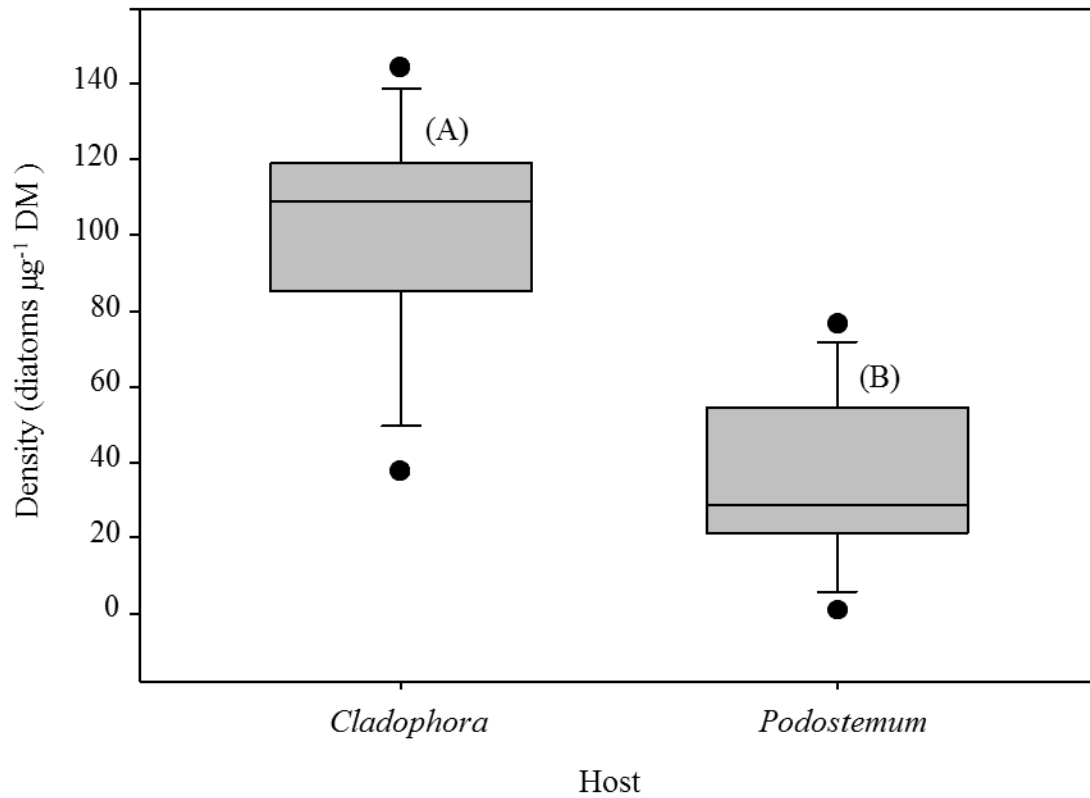 Density (diatoms µg⁻¹ DM )
140
120
100
80
60
40
20
0
(A)
(B)
Cladophora
Podostemum
Host